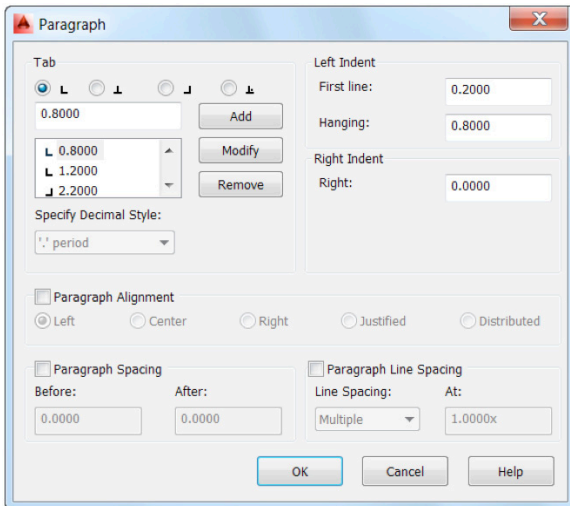 Paragraph
Tab
0.8000
Add
0.8000
1.2000
2.2000
Modify
Remove
Specify Decimal Style:
'.' period
Left Indent
First line: 0.2000
Hanging: 0.8000
Right Indent
Right: 0.0000
Paragraph Alignment
Left Center Right Justified Distributed
Paragraph Spacing
Before: After:
0.0000 0.0000
Paragraph Line Spacing
Line Spacing: At:
Multiple 1.0000x
OK Cancel Help